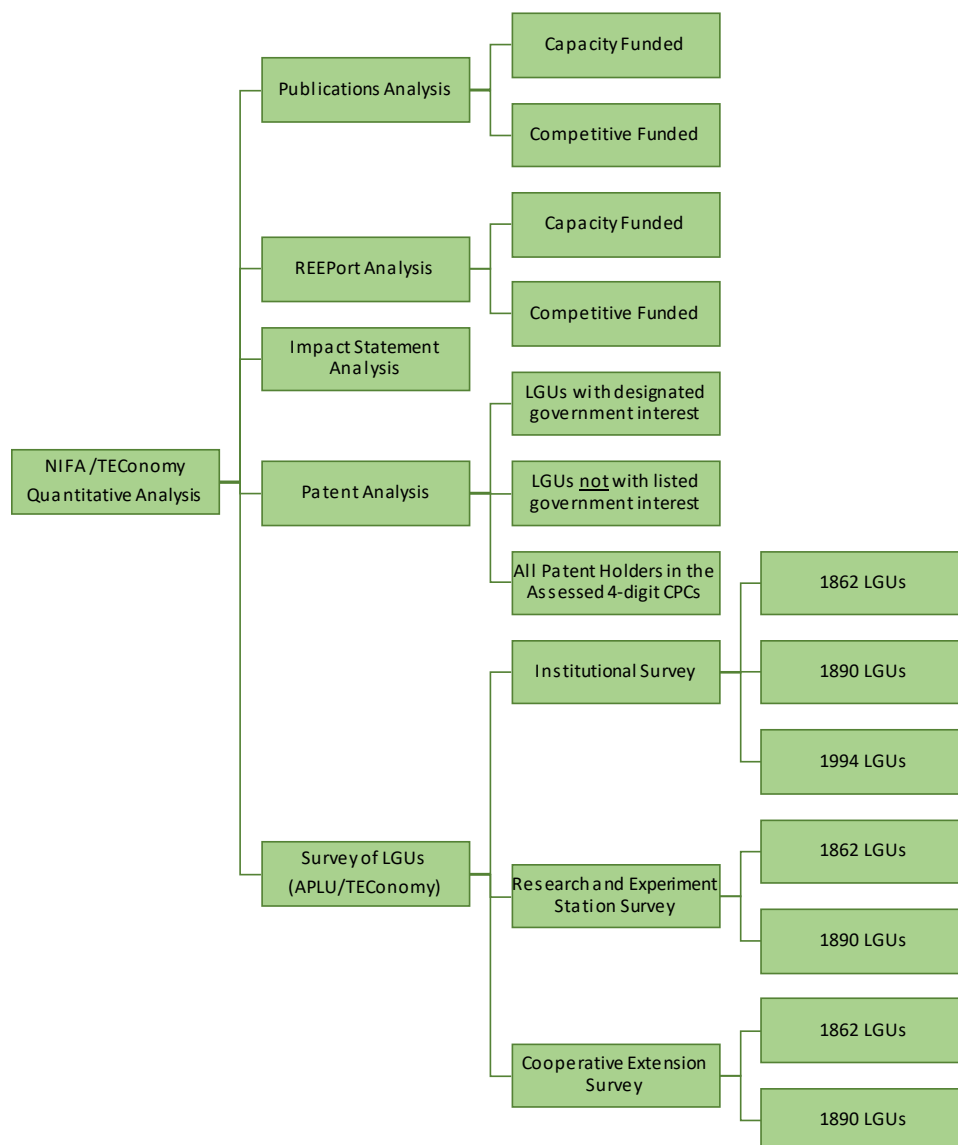 Capacity Funded
Publications Analysis
Competitive Funded
Capacity Funded
REEPort Analysis
Competitive Funded
Impact Statement
Analysis
LGUs with designated
government interest
NIFA/TEConomy
Quantitative Analysis
Patent Analysis
LGUs not with listed
government interest
All Patent Holders in the
Assessed 4-digit CPCs
1862 LGUs
Institutional Survey
1890 LGUs
1994 LGUs
Survey of LGUs
(APLU/TEConomy)
1862 LGUs
Research and Experiment
Station Survey
1890 LGUs
1862 LGUs
Cooperative Extension
Survey
1890 LGUs